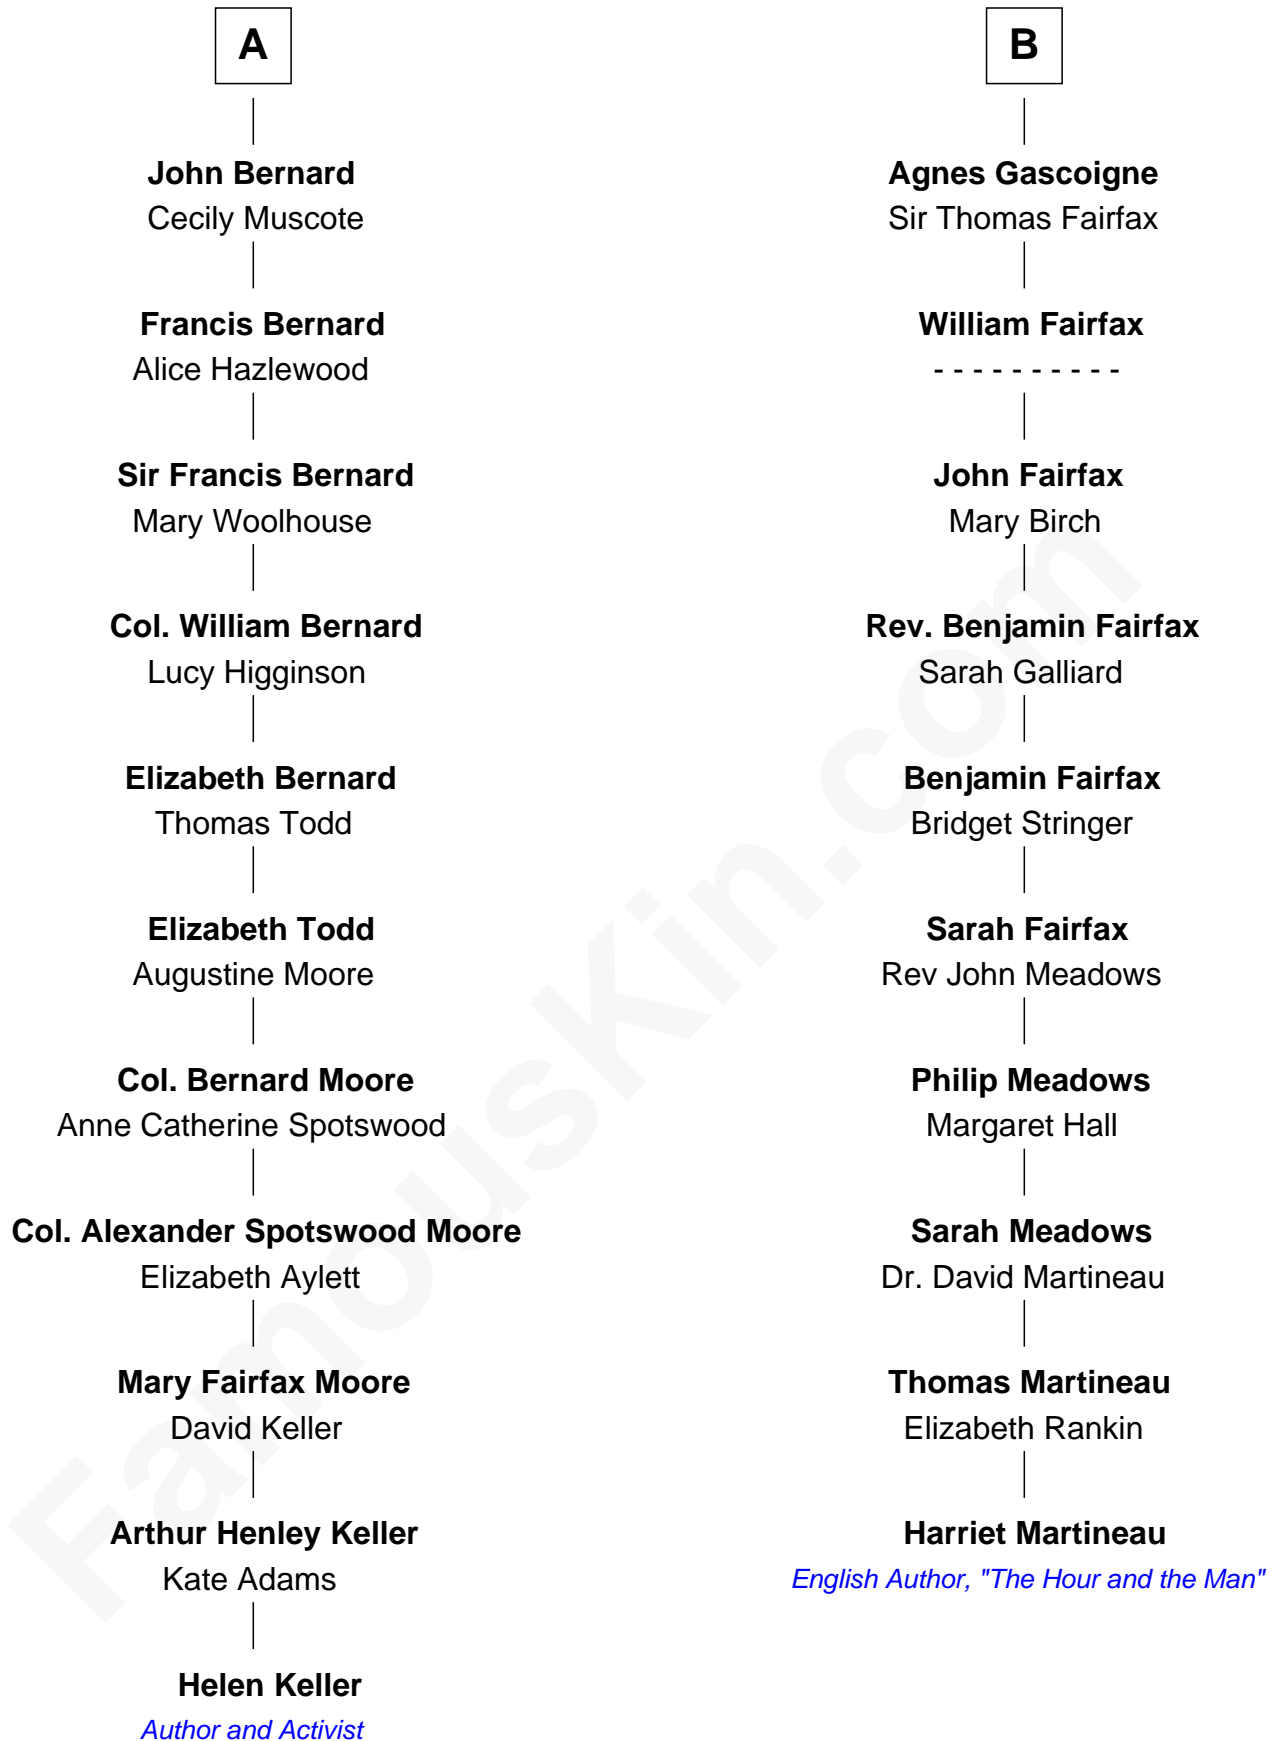 A
John Bernard
Cecily Muscote
Francis Bernard
Alice Hazlewood
Sir Francis Bernard
Mary Woolhouse
Col. William Bernard
Lucy Higginson
Elizabeth Bernard
Thomas Todd
Elizabeth Todd
Augustine Moore
Col. Bernard Moore
Anne Catherine Spotswood
Col. Alexander Spotswood Moore
Elizabeth Aylett
Mary Fairfax Moore
David Keller
Arthur Henley Keller
Kate Adams
Helen Keller
Author and Activist
B
Agnes Gascoigne
Sir Thomas Fairfax
William Fairfax
- - - - - - - - - -
John Fairfax
Mary Birch
Rev. Benjamin Fairfax
Sarah Galliard
Benjamin Fairfax
Bridget Stringer
Sarah Fairfax
Rev John Meadows
Philip Meadows
Margaret Hall
Sarah Meadows
Dr. David Martineau
Thomas Martineau
Elizabeth Rankin
Harriet Martineau
English Author, "The Hour and the Man"
FamousKin.com